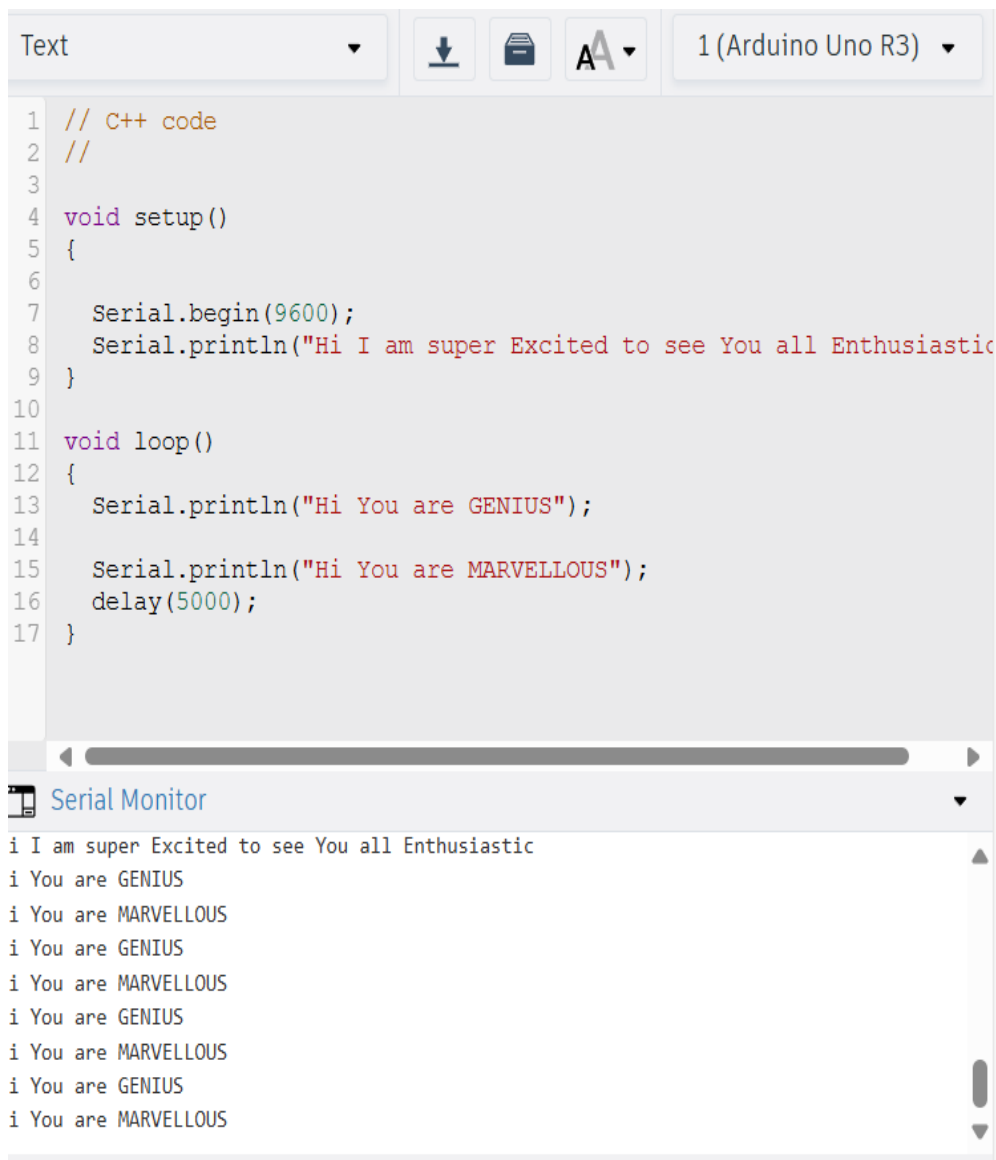 Text
1 (Arduino Uno R3)
1 // C++ code
2 //
3
4 void setup()
5 {
6
7 Serial.begin(9600);
8 Serial.println("Hi I am super Excited to see You all Enthusiastic
9 }
10
11 void loop()
12 {
13 Serial.println("Hi You are GENIUS");
14
15 Serial.println("Hi You are MARVELLOUS");
16 delay(5000);
17 }
Serial Monitor
i I am super Excited to see You all Enthusiastic
i You are GENIUS
i You are MARVELLOUS
i You are GENIUS
i You are MARVELLOUS
i You are GENIUS
i You are MARVELLOUS
i You are GENIUS
i You are MARVELLOUS